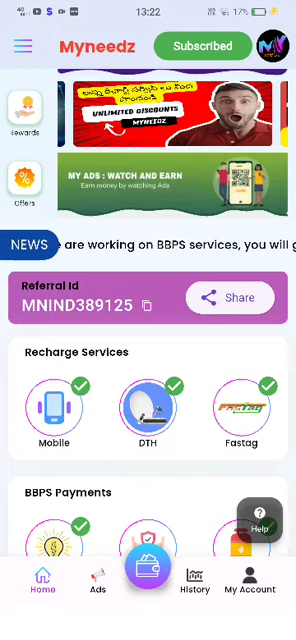 13:22
17%
Myneedz
Subscribed
Rewards
UNLIMITED DISCOUNTS
MYNEEDZ
Offers
MY ADS : WATCH AND EARN
Earn money by watching Ads
NEWS
are working on BBPS services, you will g
Referral Id
MNIND389125
Share
Recharge Services
Mobile
DTH
Fastag
BBPS Payments
Help
Home
Ads
History
My Account